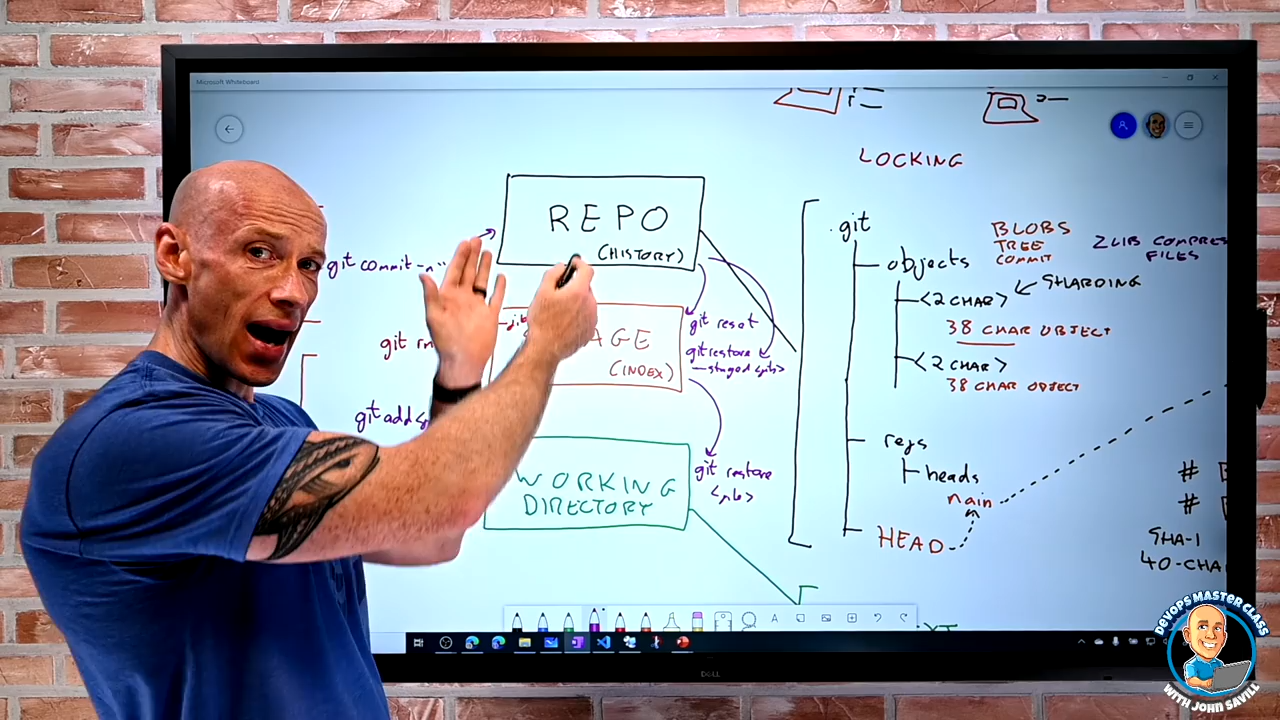 Microsoft Whiteboard
LOCKING
REPO
(HISTORY)
git commit -m"
git reset
git restore
--staged <file>
(INDEX)
git add
git restore
<file>
WORKING
DIRECTORY
.git
objects
BLOBS
TREE
COMMIT
ZLIB COMPRES
FILES
<2 CHAR>
SHARDING
38 CHAR OBJECT
<2 CHAR>
38 CHAR OBJECT
refs
heads
main
HEAD
#
#
SHA-1
40-CHA
DELL
DEVOPS MASTER CLASS
WITH JOHN SAVILL